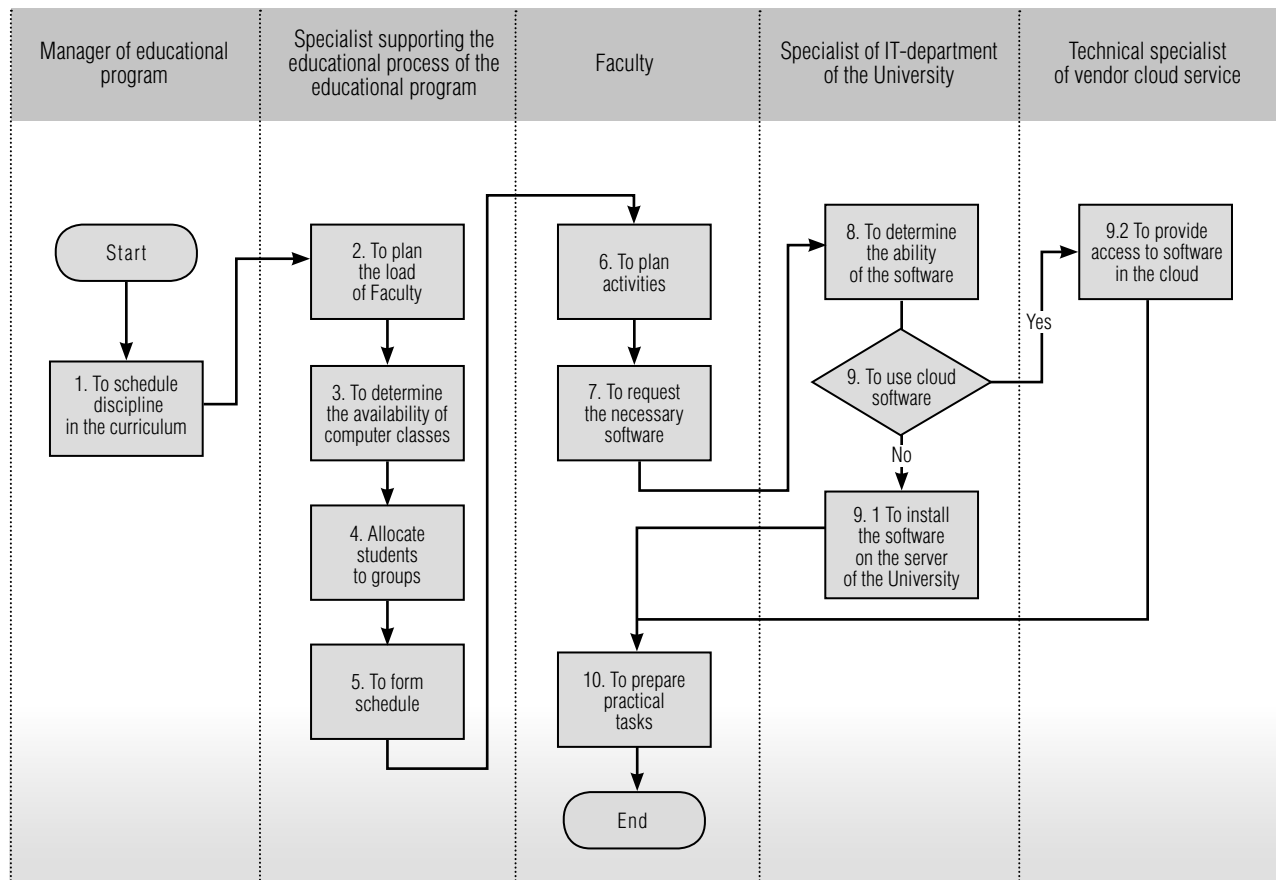 Manager of educational
program
Specialist supporting the
educational process of the
educational program
Faculty
Specialist of IT-department
of the University
Technical specialist
of vendor cloud service
Start
1. To schedule
discipline
in the curriculum
2. To plan
the load
of Faculty
3. To determine
the availability of
computer classes
4. Allocate
students
to groups
5. To form
schedule
6. To plan
activities
7. To request
the necessary
software
8. To determine
the ability
of the software
9. To use cloud
software
Yes
No
9. 1 To install
the software
on the server
of the University
9.2 To provide
access to software
in the cloud
10. To prepare
practical
tasks
End